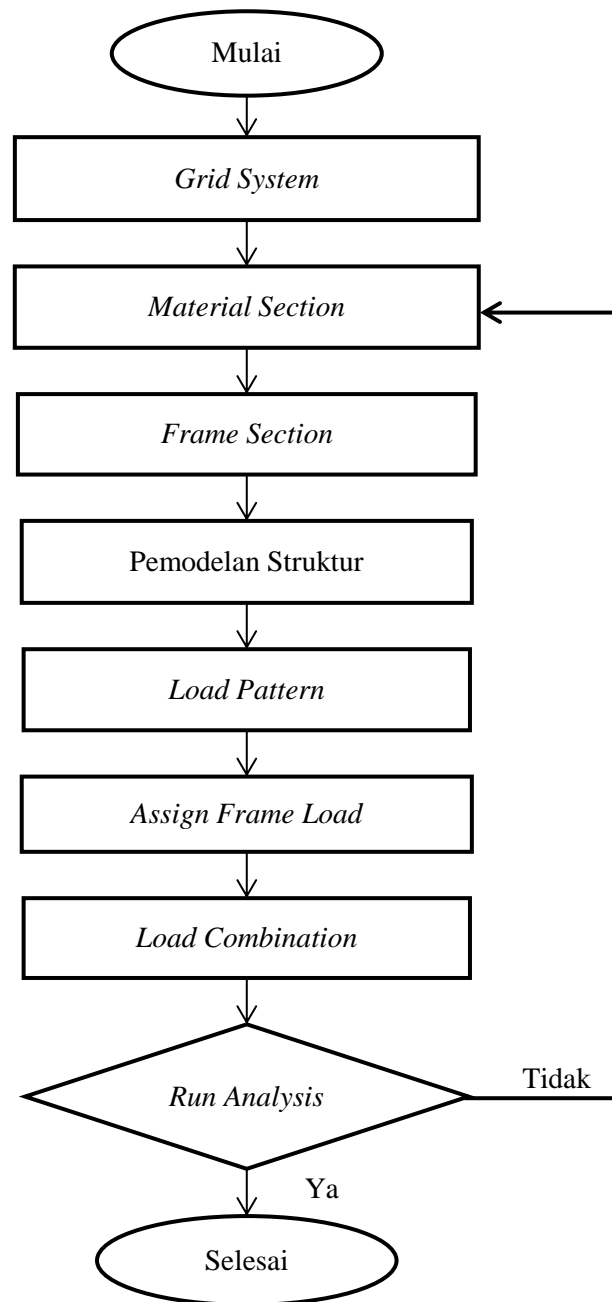 Mulai
Grid System
Material Section
Frame Section
Pemodelan Struktur
Load Pattern
Assign Frame Load
Load Combination
Run Analysis
Tidak
Ya
Selesai